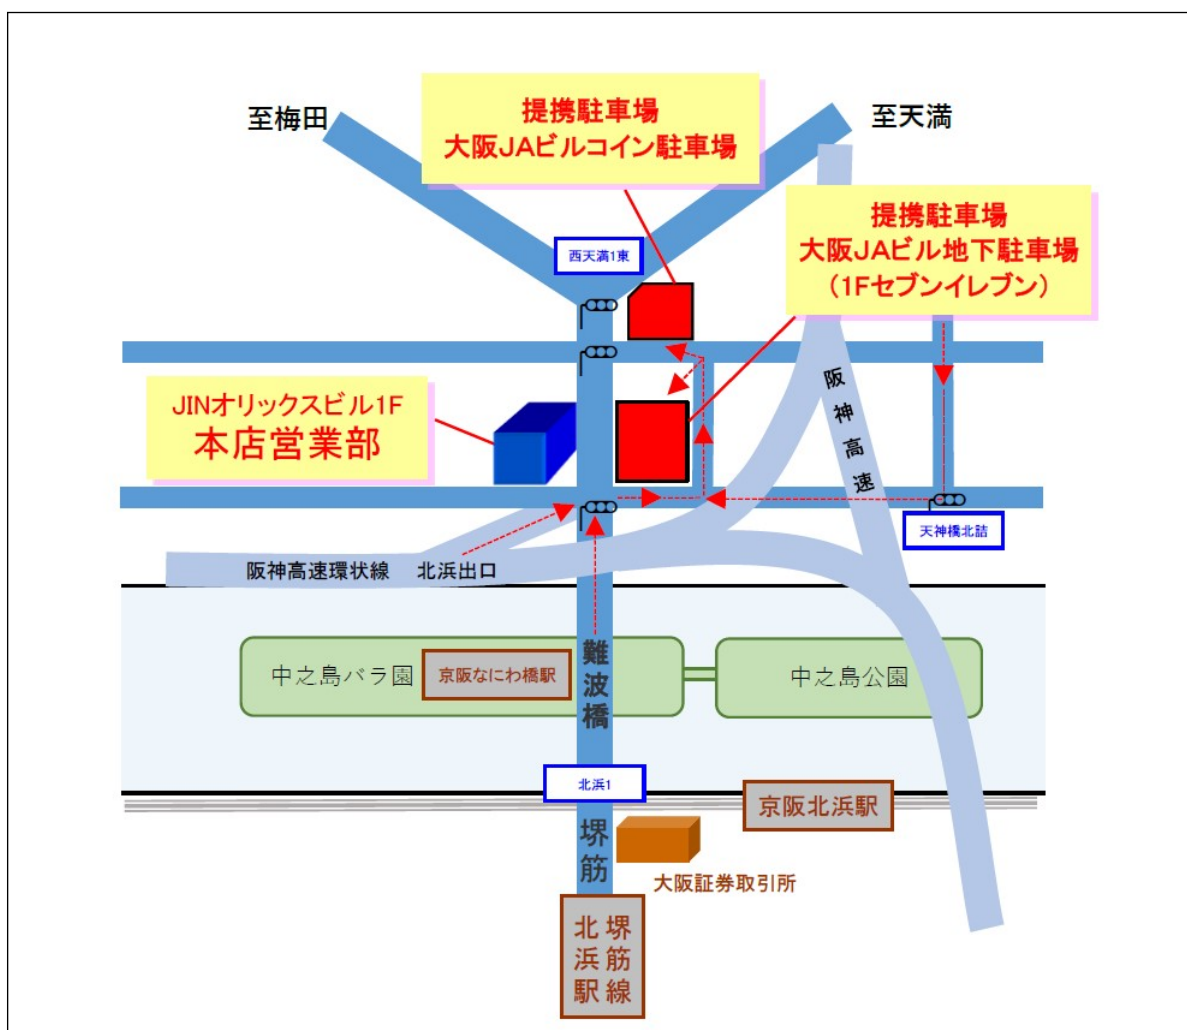 至梅田
提携駐車場
大阪JAビルコイン駐車場
至天満
提携駐車場
大阪JAビル地下駐車場
(1Fセブンイレブン)
西天満1東
JINオリックスビル1F
本店営業部
阪神高速
天神橋北詰
阪神高速環状線 北浜出口
中之島バラ園
京阪なにわ橋駅
難波橋
中之島公園
北浜1
京阪北浜駅
堺筋
大阪証券取引所
堺筋線
北浜駅